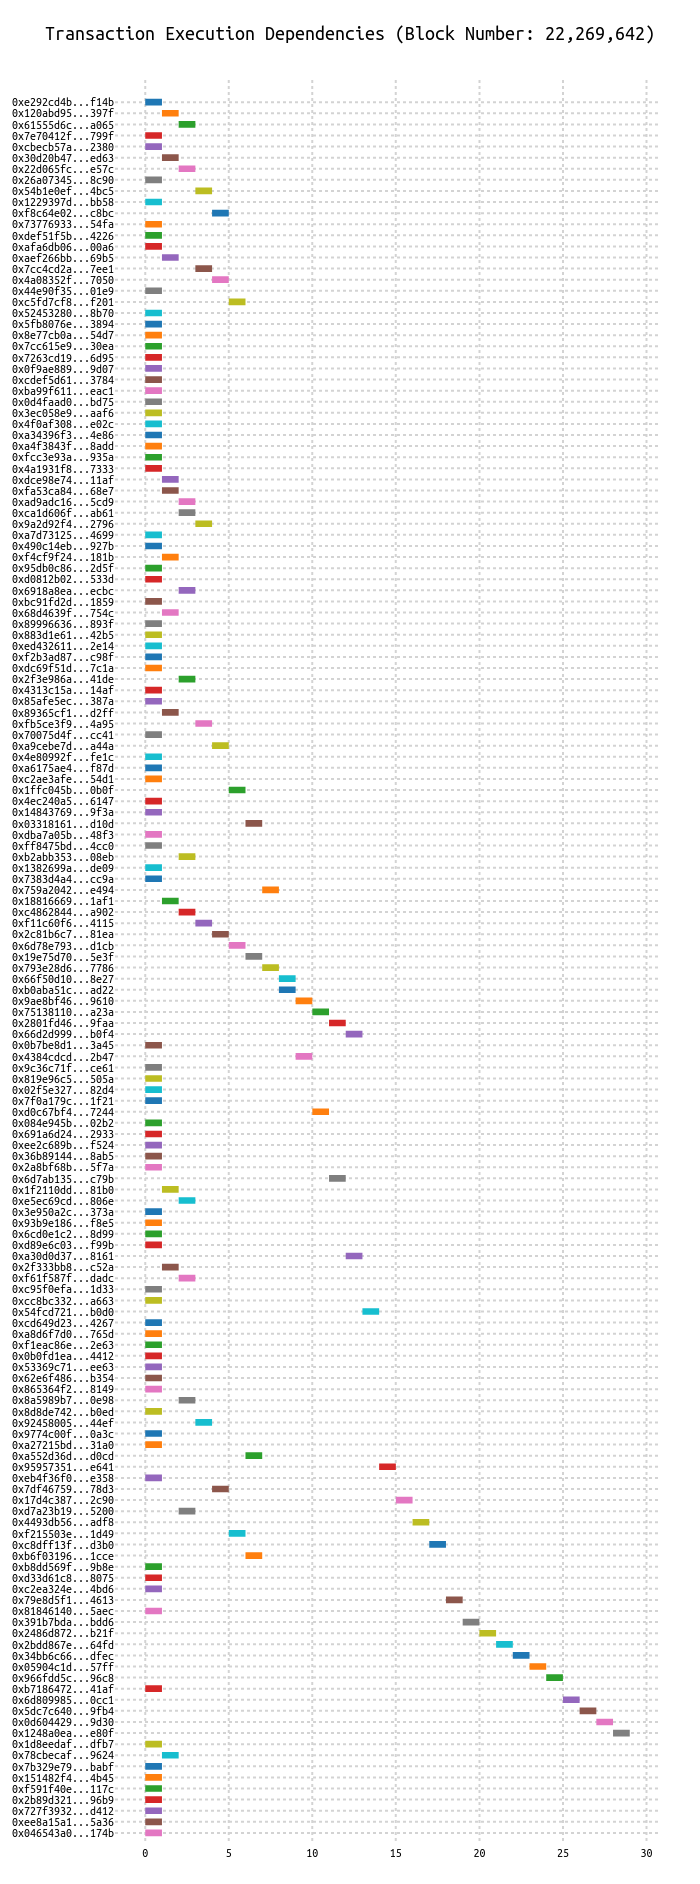 Transaction Execution Dependencies (Block Number: 22,269,642)
0xe292cd4b...f14b
0x120abd95...397f
0x61555d6c...a065
0x7e70412f...799f
0xcbecb57a...2380
0x30d20b47...ed63
0x22d065fc...e57c
0x26a07345...8c90
0x54b1e0ef...4bc5
0x1229397d...bb58
0xf8c64e02...c8bc
0x73776933...54fa
0xdef51f5b...4226
0xafa6db06...00a6
0xaef266bb...69b5
0x7cc4cd2a...7ee1
0x4a08352f...7050
0x44e90f35...01e9
0xc5fd7cf8...f201
0x52453280...8b70
0x5fb8076e...3894
0x8e77cb0a...54d7
0x7cc615e9...30ea
0x7263cd19...6d95
0x0f9ae889...9d07
0xcdef5d61...3784
0xba99f611...eac1
0x0d4faad0...bd75
0x3ec058e9...aaf6
0x4f0af308...e02c
0xa34396f3...4e86
0xa4f3843f...8add
0xfcc3e93a...935a
0x4a1931f8...7333
0xdce98e74...11af
0xfa53ca84...68e7
0xad9adc16...5cd9
0xca1d606f...ab61
0x9a2d92f4...2796
0xa7d73125...4699
0x490c14eb...927b
0xf4cf9f24...181b
0x95db0c86...2d5f
0xd0812b02...533d
0x6918a8ea...ecbc
0xbc91fd2d...1859
0x68d4639f...754c
0x89996636...893f
0x883d1e61...42b5
0xed432611...2e14
0xf2b3ad87...c98f
0xdc69f51d...7c1a
0x2f3e986a...41de
0x4313c15a...14af
0x85afe5ec...387a
0x89365cf1...d2ff
0xfb5ce3f9...4a95
0x70075d4f...cc41
0xa9cebe7d...a44a
0x4e80992f...fe1c
0xa6175ae4...f87d
0xc2ae3afe...54d1
0x1ffc045b...0b0f
0x4ec240a5...6147
0x14843769...9f3a
0x03318161...d10d
0xdba7a05b...48f3
0xff8475bd...4cc0
0xb2abb353...08eb
0x1382699a...de09
0x7383d4a4...cc9a
0x759a2042...e494
0x18816669...1af1
0xc4862844...a902
0xf11c60f6...4115
0x2c81b6c7...81ea
0x6d78e793...d1cb
0x19e75d70...5e3f
0x793e28d6...7786
0x66f50d10...8e27
0xb0aba51c...ad22
0x9ae8bf46...9610
0x75138110...a23a
0x2801fd46...9faa
0x66d2d999...b0f4
0x0b7be8d1...3a45
0x4384cdcd...2b47
0x9c36c71f...ce61
0x819e96c5...505a
0x02f5e327...82d4
0x7f0a179c...1f21
0xd0c67bf4...7244
0x084e945b...02b2
0x691a6d24...2933
0xee2c689b...f524
0x36b89144...8ab5
0x2a8bf68b...5f7a
0x6d7ab135...c79b
0x1f2110dd...81b0
0xe5ec69cd...806e
0x3e950a2c...373a
0x93b9e186...f8e5
0x6cd0e1c2...8d99
0xd89e6c03...f99b
0xa30d0d37...8161
0x2f333bb8...c52a
0xf61f587f...dadc
0xc95f0efa...1d33
0xcc8bc332...a663
0x54fcd721...b0d0
0xcd649d23...4267
0xa8d6f7d0...765d
0xf1eac86e...2e63
0x0b0fd1ea...4412
0x53369c71...ee63
0x62e6f486...b354
0x865364f2...8149
0x8a5989b7...0e98
0x8d8de742...b0ed
0x92458005...44ef
0x9774c00f...0a3c
0xa27215bd...31a0
0xa552d36d...d0cd
0x95957351...e641
0xeb4f36f0...e358
0x7df46759...78d3
0x17d4c387...2c90
0xd7a23b19...5200
0x4493db56...adf8
0xf215503e...1d49
0xc8dff13f...d3b0
0xb6f03196...1cce
0xb8dd569f...9b8e
0xd33d61c8...8075
0xc2ea324e...4bd6
0x79e8d5f1...4613
0x81846140...5aec
0x391b7bda...bdd6
0x2486d872...b21f
0x2bdd867e...64fd
0x34bb6c66...dfec
0x05904c1d...57ff
0x966fdd5c...96c8
0xb7186472...41af
0x6d809985...0cc1
0x5dc7c640...9fb4
0x0d604429...9d30
0x1248a0ea...e80f
0x1d8eedaf...dfb7
0x78cbecaf...9624
0x7b329e79...babf
0x151482f4...4b45
0xf591f40e...117c
0x2b89d321...96b9
0x727f3932...d412
0xee8a15a1...5a36
0x046543a0...174b
0 5 10 15 20 25 30